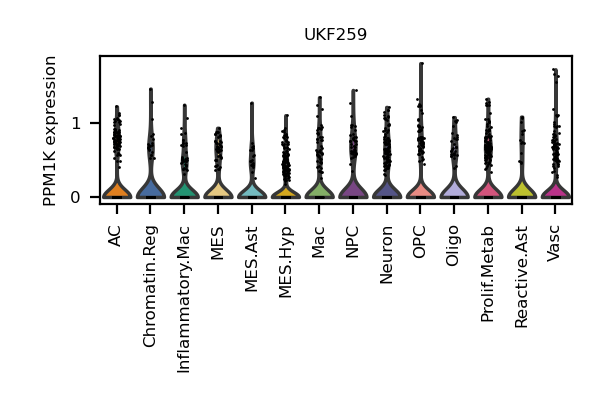 UKF259
PPM1K expression
1
0
AC
Chromatin.Reg
Inflammatory.Mac
MES
MES.Ast
MES.Hyp
Mac
NPC
Neuron
OPC
Oligo
Prolif.Metab
Reactive.Ast
Vasc